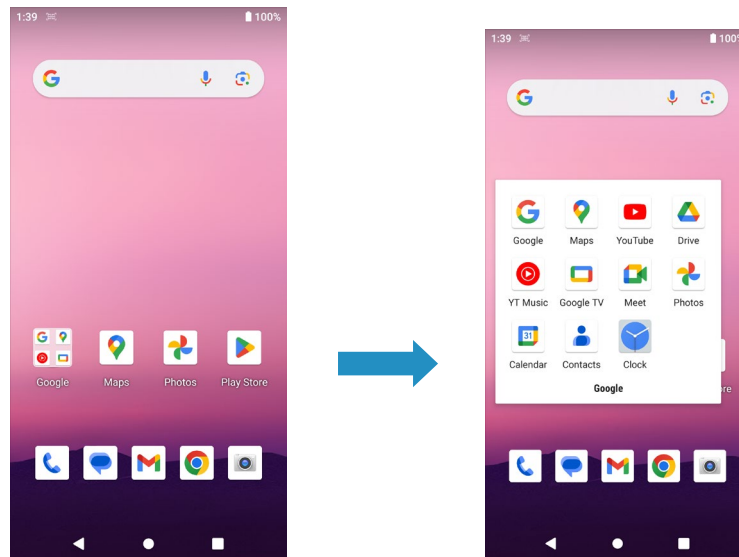 1:39 100%
Google Maps Photos Play Store
1:39 100%
Google Maps YouTube Drive
YT Music Google TV Meet Photos
31
Calendar Contacts Clock
Google